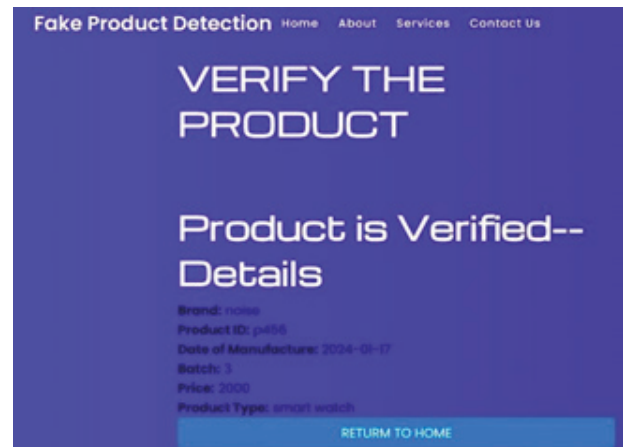 Fake Product Detection Home About Services Contact Us
VERIFY THE
PRODUCT
Product is Verified--
Details
Brand: noise
Product ID: p456
Date of Manufacture: 2024-01-17
Batch: 3
Price: 2000
Product Type: smart watch
RETURM TO HOME